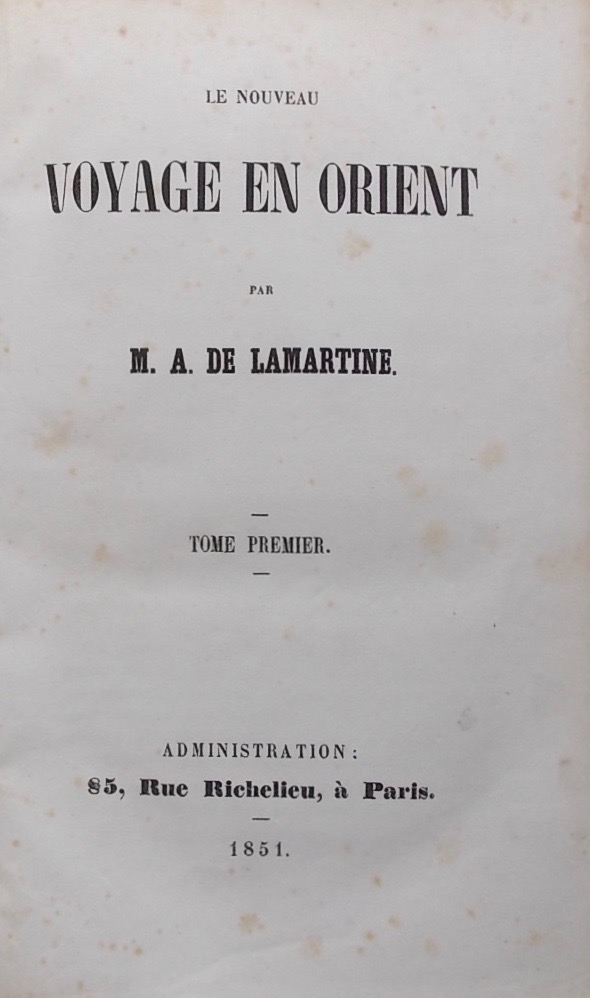 LE NOUVEAU
VOYAGE EN ORIENT
PAR
M. A. DE LAMARTINE.
TOME PREMIER.
ADMINISTRATION:
85, Rue Richelieu, à Paris.
1851.